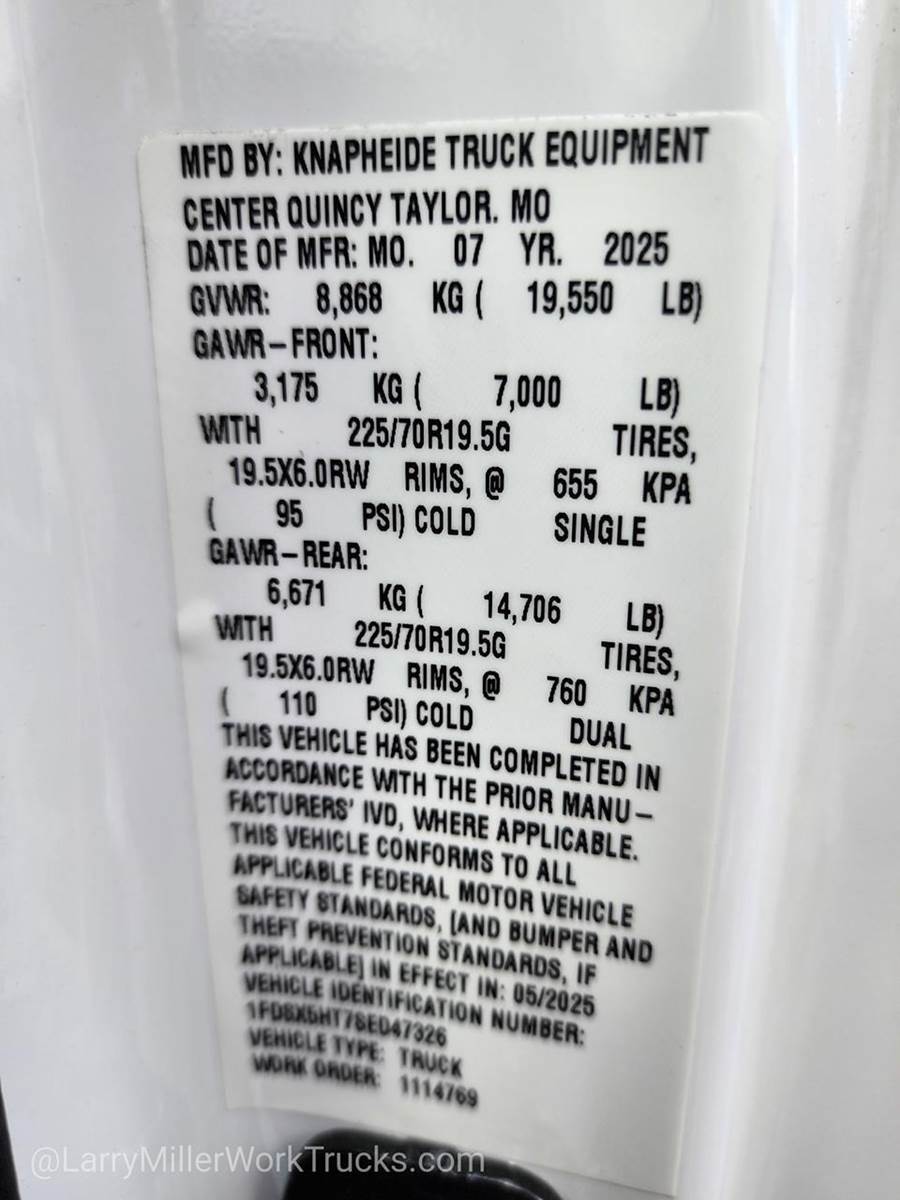 MFD BY: KNAPHEIDE TRUCK EQUIPMENT
CENTER QUINCY TAYLOR. MO
DATE OF MFR: MO. 07 YR. 2025
GVWR: 8,868 KG ( 19,550 LB)
GAWR-FRONT:
3,175 KG ( 7,000 LB)
WITH 225/70R19.5G TIRES,
19.5X6.0RW RIMS, @ 655 KPA
( 95 PSI) COLD SINGLE
GAWR-REAR:
6,671 KG ( 14,706 LB)
WITH 225/70R19.5G TIRES,
19.5X6.0RW RIMS, @ 760 KPA
( 110 PSI) COLD DUAL
THIS VEHICLE HAS BEEN COMPLETED IN
ACCORDANCE WITH THE PRIOR MANU-
FACTURERS' IVD, WHERE APPLICABLE.
THIS VEHICLE CONFORMS TO ALL
APPLICABLE FEDERAL MOTOR VEHICLE
SAFETY STANDARDS, [AND BUMPER AND
THEFT PREVENTION STANDARDS, IF
APPLICABLE] IN EFFECT IN: 05/2025
VEHICLE IDENTIFICATION NUMBER:
VEHICLE TYPE: TRUCK
WORK ORDER: 1114769
@LarryMillerWorkTrucks.com